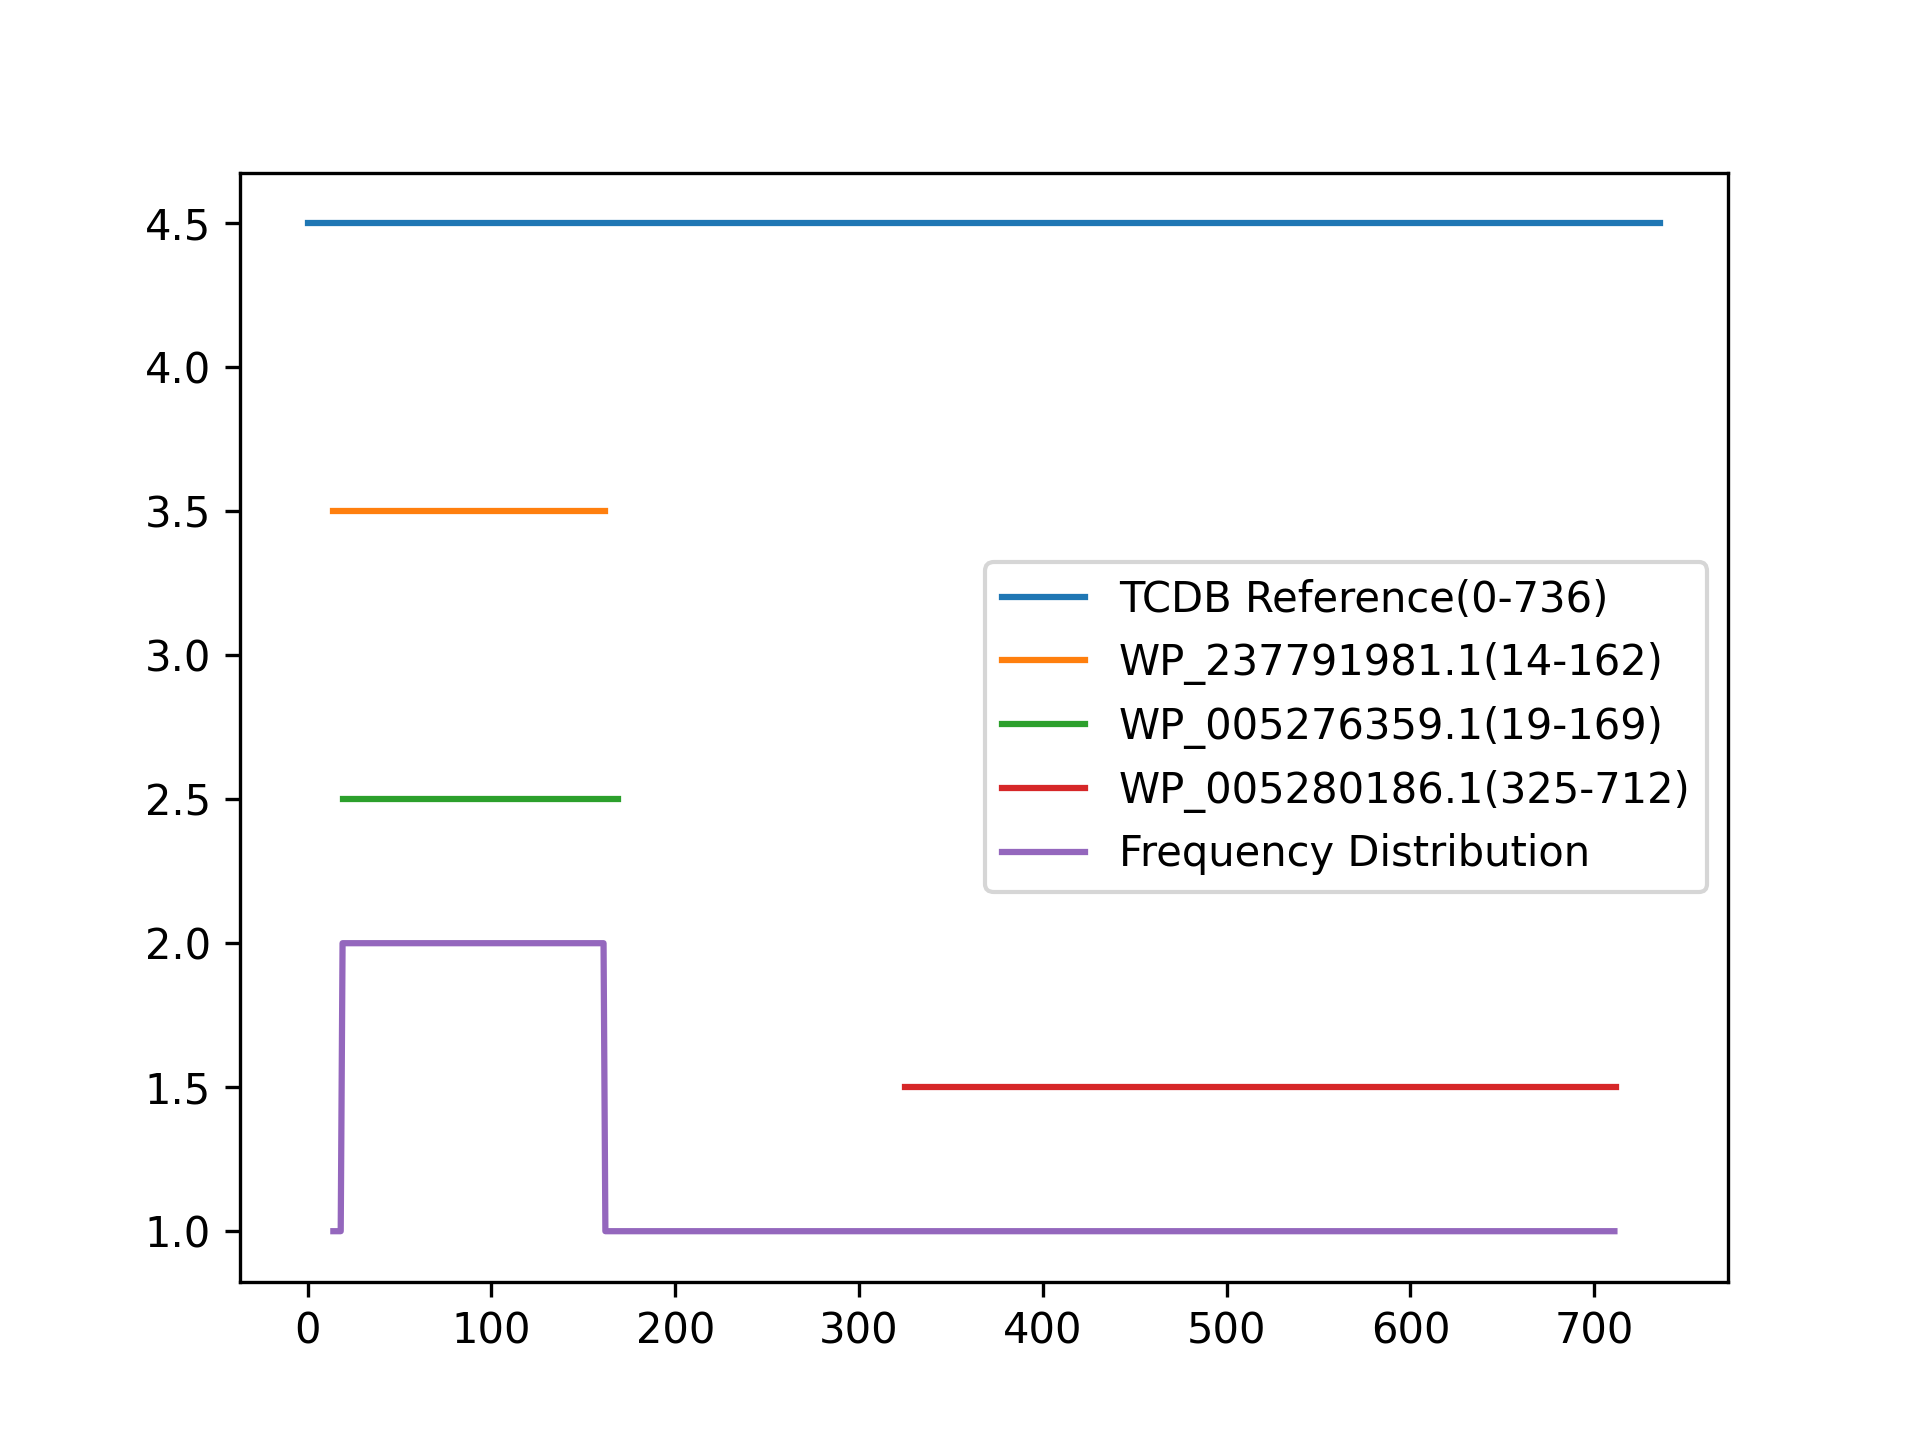 4.5
4.0
3.5
3.0
2.5
2.0
1.5
1.0
TCDB Reference(0-736)
WP_237791981.1(14-162)
WP_005276359.1(19-169)
WP_005280186.1(325-712)
Frequency Distribution
0 100 200 300 400 500 600 700